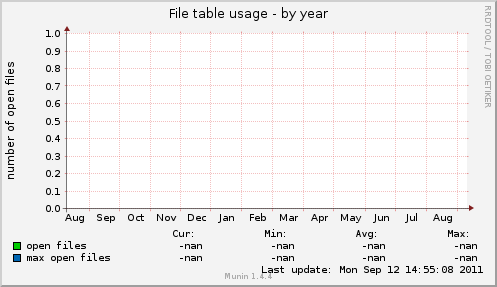 File table usage - by year
RRDTOOL / TOBI OETIKER
number of open files
1.0
0.9
0.8
0.7
0.6
0.5
0.4
0.3
0.2
0.1
0.0
Aug Sep Oct Nov Dec Jan Feb Mar Apr May Jun Jul Aug
Cur: Min: Avg: Max:
open files -nan -nan -nan -nan
max open files -nan -nan -nan -nan
Last update: Mon Sep 12 14:55:08 2011
Munin 1.4.4